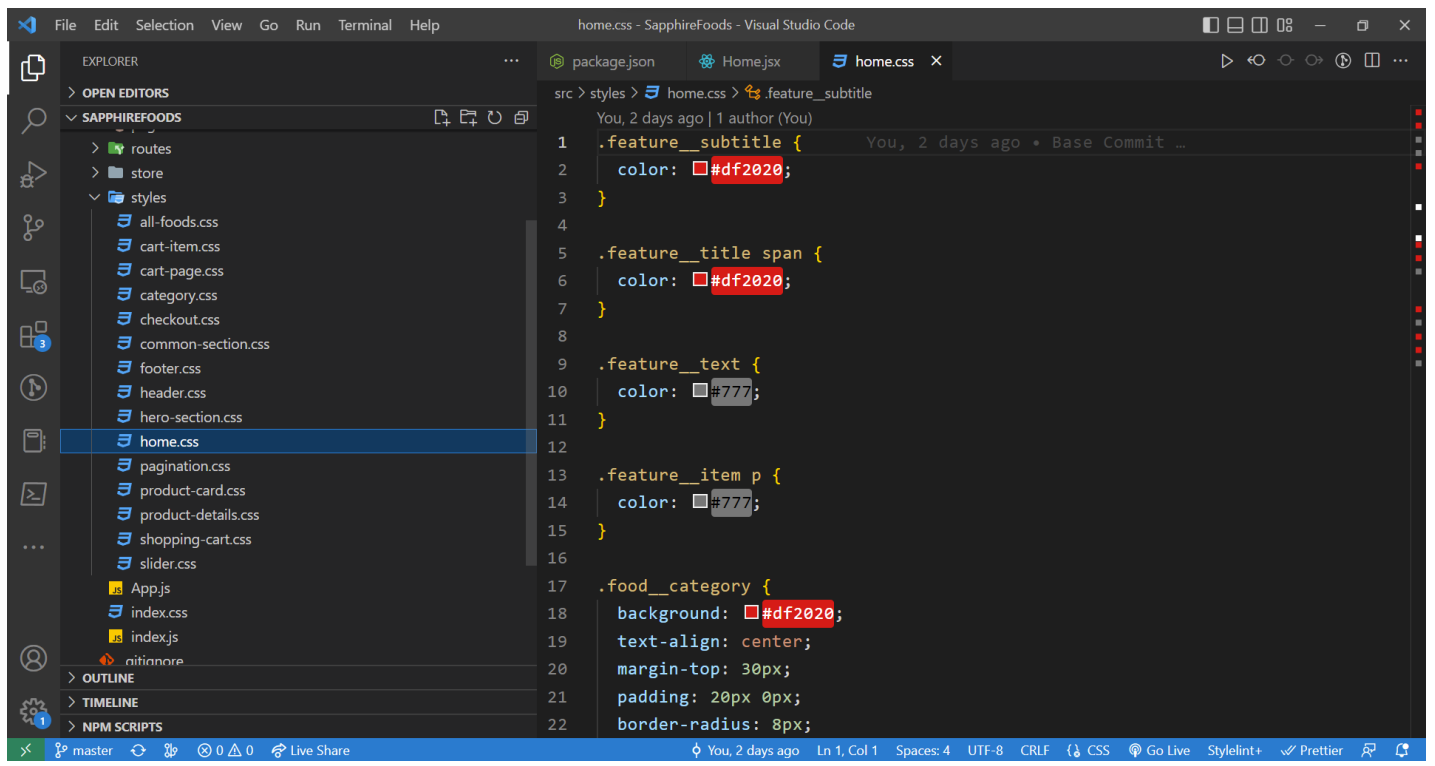 File Edit Selection View Go Run Terminal Help home.css - SapphireFoods - Visual Studio Code
EXPLORER
OPEN EDITORS
SAPPHIREFOODS
routes
store
styles
all-foods.css
cart-item.css
cart-page.css
category.css
checkout.css
common-section.css
footer.css
header.css
hero-section.css
home.css
pagination.css
product-card.css
product-details.css
shopping-cart.css
slider.css
App.js
index.css
index.js
.gitignore
OUTLINE
TIMELINE
NPM SCRIPTS
3
1
package.json Home.jsx home.css
src > styles > home.css > .feature__subtitle
You, 2 days ago | 1 author (You)
1 .feature__subtitle { You, 2 days ago • Base Commit …
2 color: #df2020;
3 }
4
5 .feature__title span {
6 color: #df2020;
7 }
8
9 .feature__text {
10 color: #777;
11 }
12
13 .feature__item p {
14 color: #777;
15 }
16
17 .food__category {
18 background: #df2020;
19 text-align: center;
20 margin-top: 30px;
21 padding: 20px 0px;
22 border-radius: 8px;
master 0 0 Live Share You, 2 days ago Ln 1, Col 1 Spaces: 4 UTF-8 CRLF CSS Go Live Stylelint+ Prettier